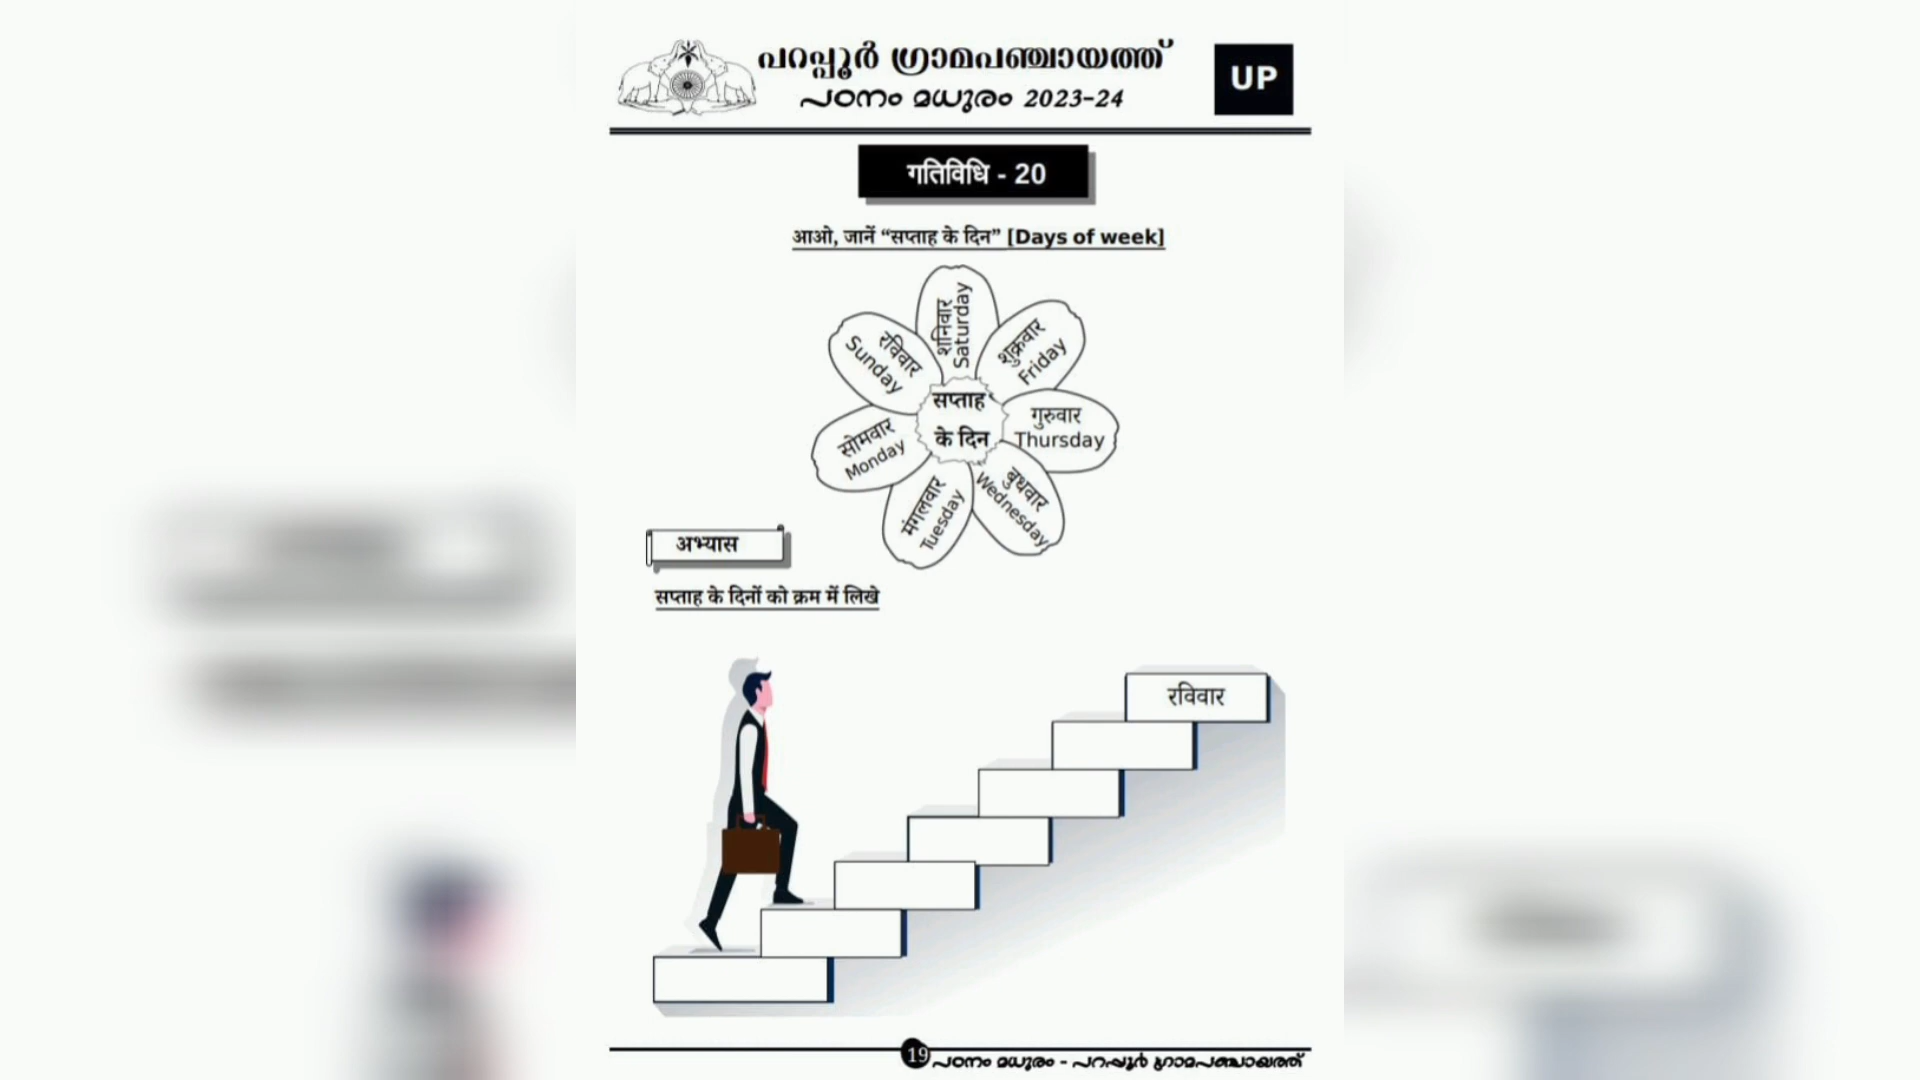 പറപ്പൂർ ഗ്രാമപഞ്ചായത്ത്
പഠനം മധുരം 2023-24
UP
गतिविधि - 20
आओ, जानें “सप्ताह के दिन” [Days of week]
शनिवार
Saturday
शुक्रवार
Friday
रविवार
Sunday
सप्ताह
के दिन
गुरुवार
Thursday
सोमवार
Monday
बुधवार
Wednesday
मंगलवार
Tuesday
अभ्यास
सप्ताह के दिनों को क्रम में लिखे
रविवार
19
പഠനം മധുരം - പറപ്പൂർ ഗ്രാമപഞ്ചായത്ത്